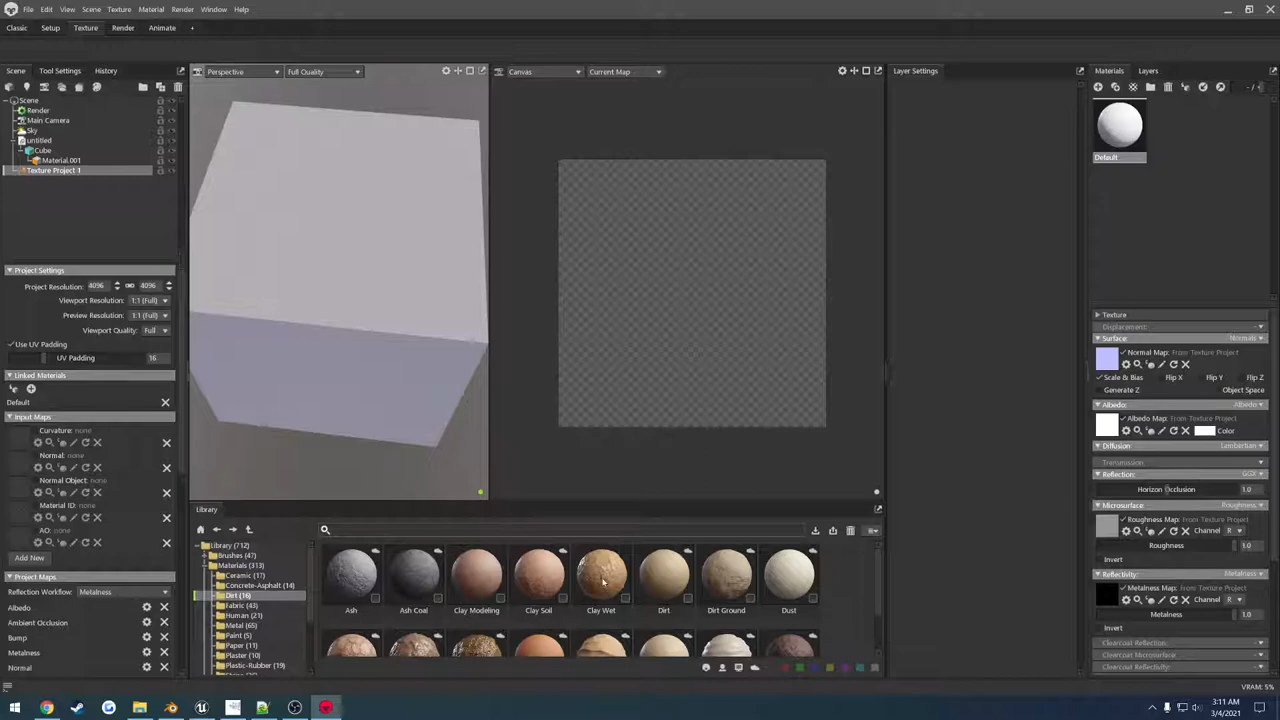 File Edit View Scene Texture Material Render Window Help
Classic Setup Texture Render Animate +
Scene Tool Settings History
Perspective Full Quality
Canvas Current Map
Layer Settings
Materials Layers
Scene
Render
Main Camera
Sky
untitled
Cube
Material.001
Texture Project 1
Default
Project Settings
Project Resolution: 4096 4096
Viewport Resolution: 1:1 (Full)
Preview Resolution: 1:1 (Full)
Viewport Quality: Full
Use UV Padding
UV Padding 16
Linked Materials
Default
Input Maps
Curvature: none
Normal: none
Normal Object: none
Material ID: none
AO: none
Add New
Project Maps
Reflection Workflow: Metalness
Albedo
Ambient Occlusion
Bump
Metalness
Normal
Library
Library (712)
Brushes (47)
Materials (313)
Ceramic (17)
Concrete-Asphalt (14)
Dirt (16)
Fabric (43)
Human (21)
Metal (65)
Paint (5)
Paper (11)
Plaster (10)
Plastic-Rubber (19)
Ash Ash Coal Clay Modeling Clay Soil Clay Wet Dirt Dirt Ground Dust
Texture
Displacement:
Surface: Normals
Normal Map: From Texture Project
Scale & Bias Flip X Flip Y Flip Z
Generate Z Object Space
Albedo: Albedo
Albedo Map: From Texture Project
Color
Diffusion: Lambertian
Transmission:
Reflection: GGX
Horizon Occlusion 1.0
Microsurface: Roughness
Roughness Map: From Texture Project
Channel R
Roughness 1.0
Invert
Reflectivity: Metalness
Metalness Map: From Texture Project
Channel R
Metalness 1.0
Invert
Clearcoat Reflection:
Clearcoat Microsurface:
Clearcoat Reflectivity:
VRAM: 5%
3:11 AM
3/4/2021